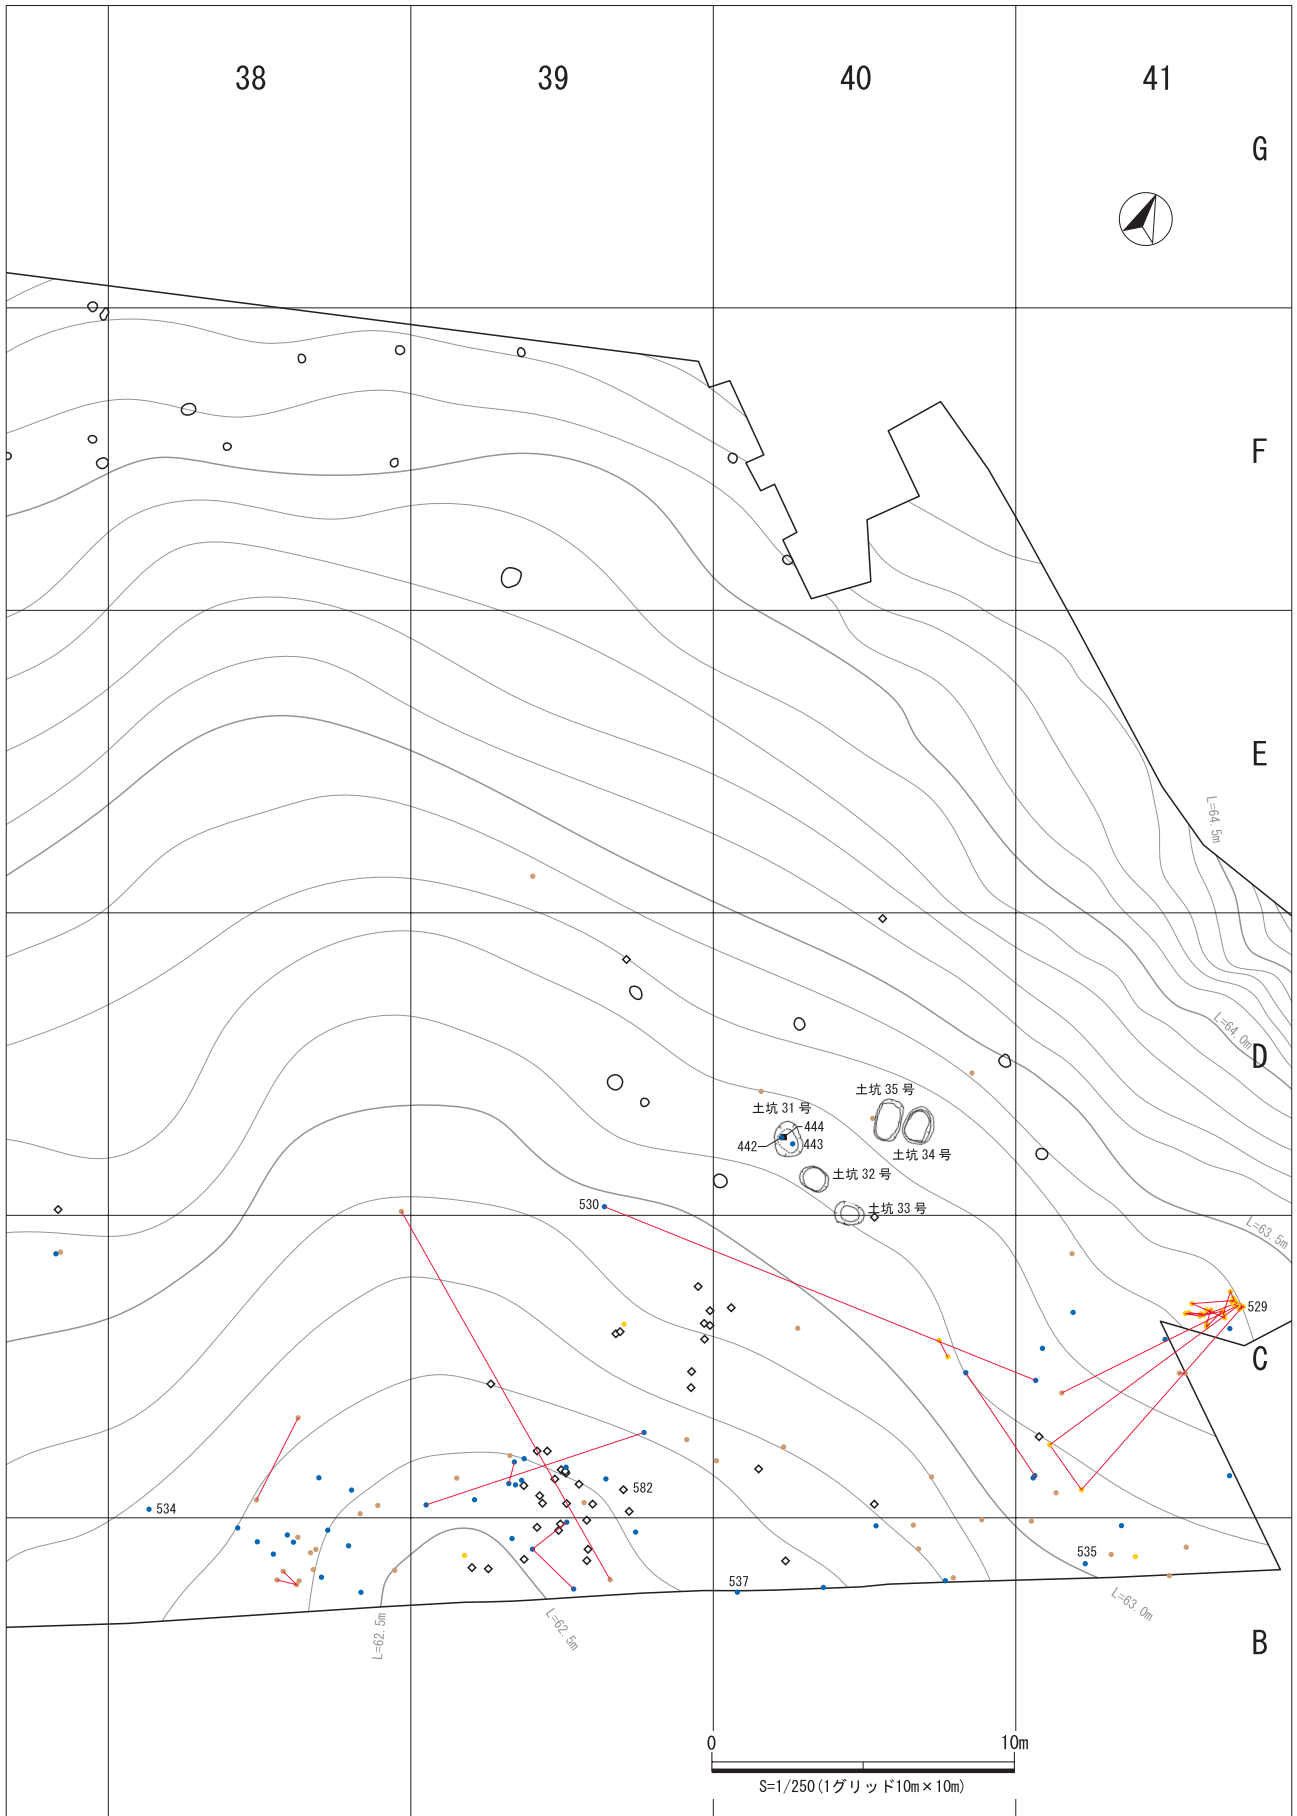 38
39
40
41
G
F
E
L=64.5m
L=64.0m
D
土坑 35 号
土坑 31 号
444
442
443
土坑 34 号
土坑 32 号
土坑 33 号
530
L=63.5m
529
C
582
534
535
537
L=62.5m
L=62.5m
L=63.0m
B
0
10m
S=1/250(1グリッド10m×10m)